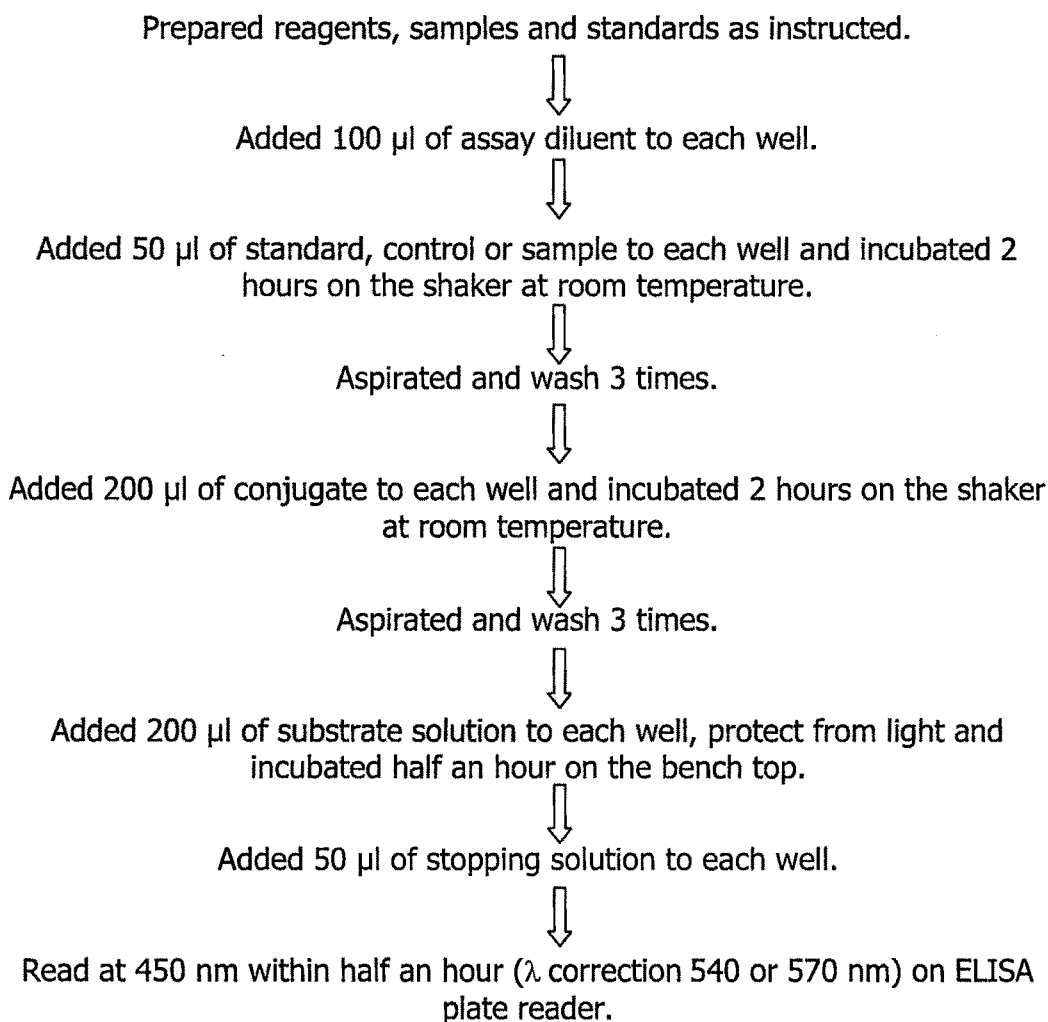 Prepared reagents, samples and standards as instructed.
Added 100 µl of assay diluent to each well.
Added 50 µl of standard, control or sample to each well and incubated 2
hours on the shaker at room temperature.
Aspirated and wash 3 times.
Added 200 µl of conjugate to each well and incubated 2 hours on the shaker
at room temperature.
Aspirated and wash 3 times.
Added 200 µl of substrate solution to each well, protect from light and
incubated half an hour on the bench top.
Added 50 µl of stopping solution to each well.
Read at 450 nm within half an hour (λ correction 540 or 570 nm) on ELISA
plate reader.